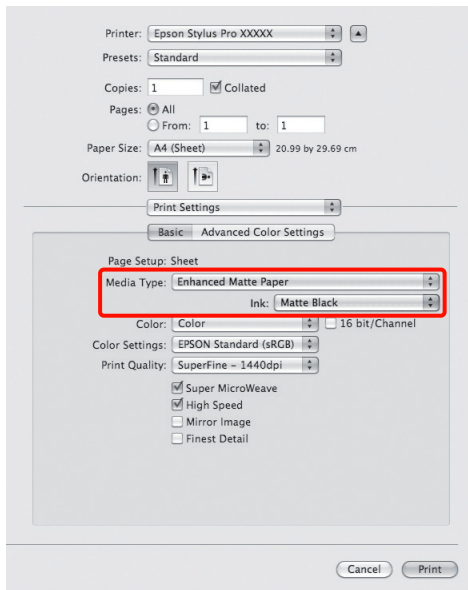 Printer: Epson Stylus Pro XXXXX
Presets: Standard
Copies: 1 Collated
Pages: All
From: 1 to: 1
Paper Size: A4 (Sheet) 20.99 by 29.69 cm
Orientation:
Print Settings
Basic Advanced Color Settings
Page Setup: Sheet
Media Type: Enhanced Matte Paper
Ink: Matte Black
Color: Color 16 bit/Channel
Color Settings: EPSON Standard (sRGB)
Print Quality: SuperFine – 1440dpi
Super MicroWeave
High Speed
Mirror Image
Finest Detail
Cancel Print